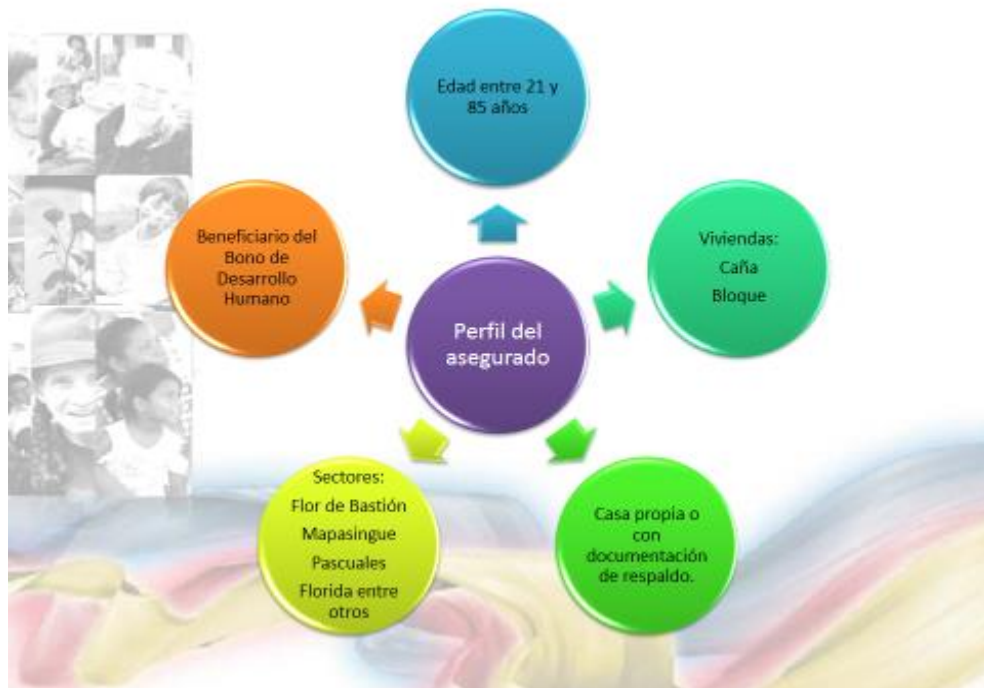 Edad entre 21 y
85 años
Viviendas:
Caña
Bloque
Beneficiario del
Bono de
Desarrollo
Humano
Perfil del
asegurado
Sectores:
Flor de Bastión
Mapasingue
Pascuales
Florida entre
otros
Casa propia o
con
documentación
de respaldo.